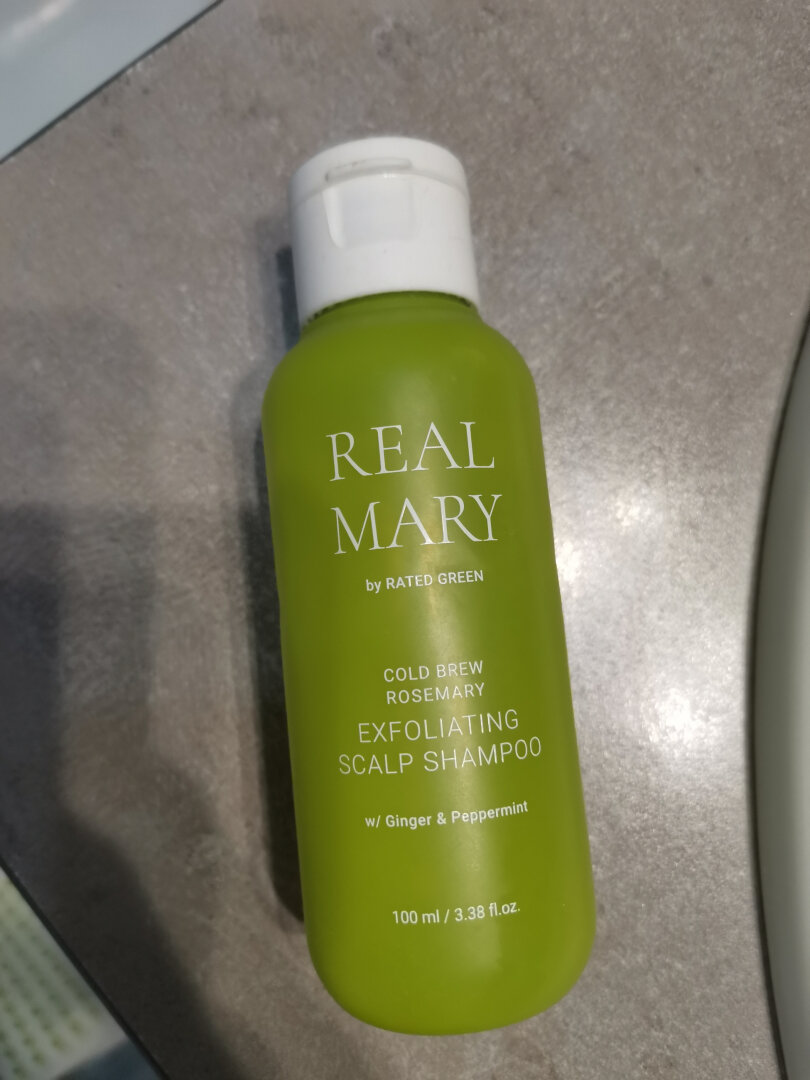 REAL
MARY
by RATED GREEN
COLD BREW
ROSEMARY
EXFOLIATING
SCALP SHAMPOO
w/ Ginger & Peppermint
100 ml / 3.38 fl.oz.